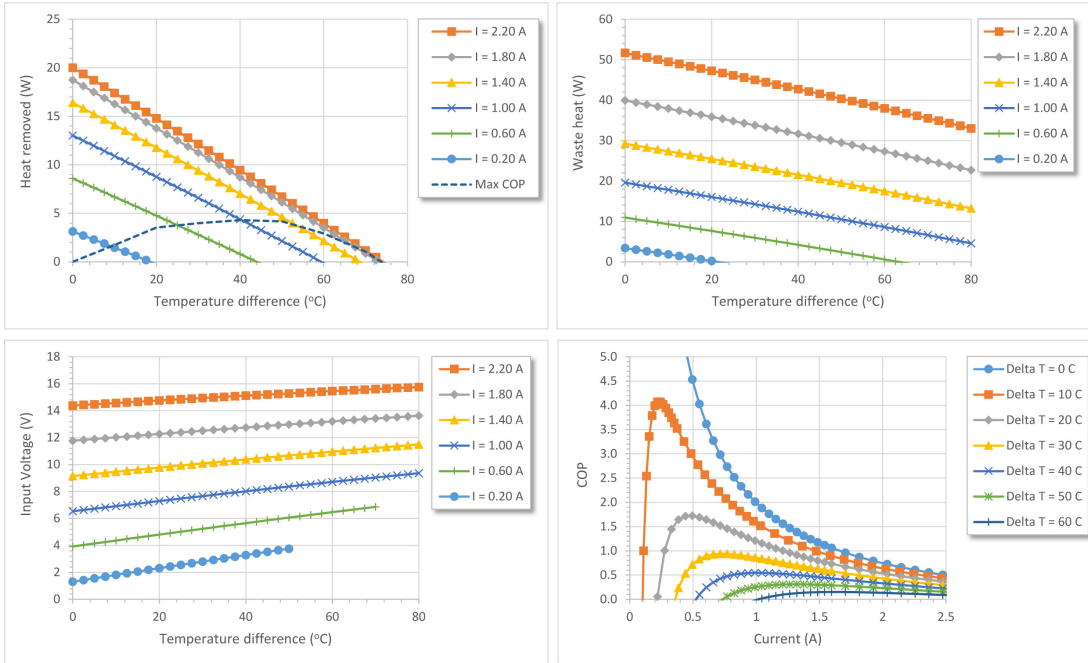 25
20
15
10
5
0
Heat removed (W)
0
20
40
60
80
Temperature difference (°C)
I = 2.20 A
I = 1.80 A
I = 1.40 A
I = 1.00 A
I = 0.60 A
I = 0.20 A
Max COP
60
50
40
30
20
10
0
Waste heat (W)
0
20
40
60
80
Temperature difference (°C)
I = 2.20 A
I = 1.80 A
I = 1.40 A
I = 1.00 A
I = 0.60 A
I = 0.20 A
18
16
14
12
10
8
6
4
2
0
Input Voltage (V)
0
20
40
60
80
Temperature difference (°C)
I = 2.20 A
I = 1.80 A
I = 1.40 A
I = 1.00 A
I = 0.60 A
I = 0.20 A
5.0
4.5
4.0
3.5
3.0
2.5
2.0
1.5
1.0
0.5
0.0
COP
0
0.5
1
1.5
2
2.5
Current (A)
Delta T = 0 C
Delta T = 10 C
Delta T = 20 C
Delta T = 30 C
Delta T = 40 C
Delta T = 50 C
Delta T = 60 C